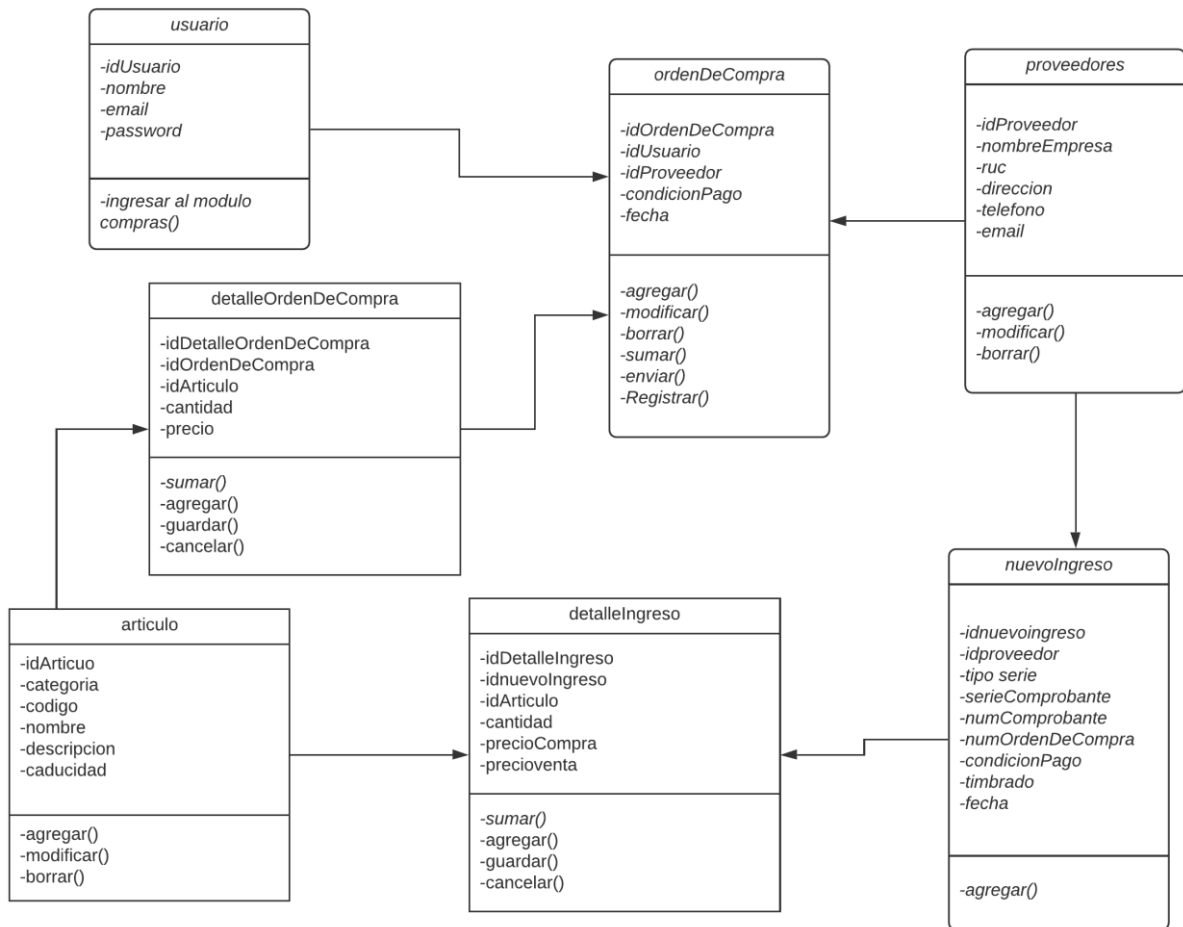 usuario
-idUsuario
-nombre
-email
-password
-ingresar al modulo
compras()
ordenDeCompra
-idOrdenDeCompra
-idUsuario
-idProveedor
-condicionPago
-fecha
-agregar()
-modificar()
-borrar()
-sumar()
-enviar()
-Registrar()
proveedores
-idProveedor
-nombreEmpresa
-ruc
-direccion
-telefono
-email
-agregar()
-modificar()
-borrar()
detalleOrdenDeCompra
-idDetalleOrdenDeCompra
-idOrdenDeCompra
-idArticulo
-cantidad
-precio
-sumar()
-agregar()
-guardar()
-cancelar()
articulo
-idArticuo
-categoria
-codigo
-nombre
-descripcion
-caducidad
-agregar()
-modificar()
-borrar()
detalleIngreso
-idDetalleIngreso
-idnuevoIngreso
-idArticulo
-cantidad
-precioCompra
-precioventa
-sumar()
-agregar()
-guardar()
-cancelar()
nuevoIngreso
-idnuevoingreso
-idproveedor
-tipo serie
-serieComprobante
-numComprobante
-numOrdenDeCompra
-condicionPago
-timbrado
-fecha
-agregar()